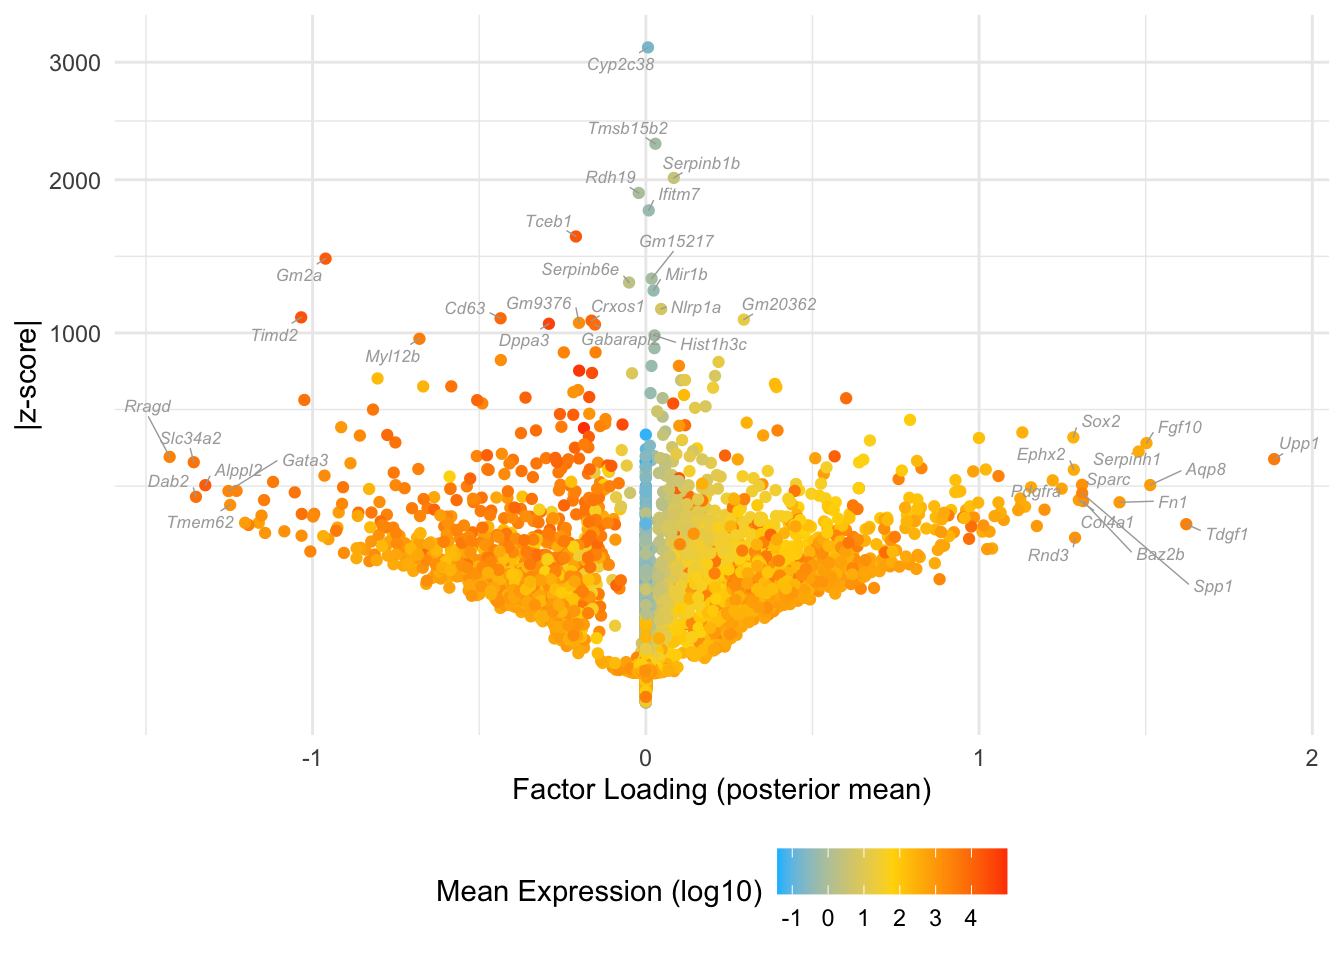 3000
Cyp2c38
Tmsb15b2
Serpinb1b
2000
Rdh19
Ifitm7
Tceb1
Gm15217
Gm2a
Serpinb6e
Mir1b
Cd63
Gm9376
Crxos1
Nlrp1a
Gm20362
Timd2
1000
Dppa3
Gabarapl2
Hist1h3c
Myl12b
|z-score|
Rragd
Sox2
Fgf10
Slc34a2
Upp1
Gata3
Ephx2
Serpinh1
Alppl2
Aqp8
Dab2
Sparc
Pdgfra
Fn1
Tmem62
Col4a1
Tdgf1
Rnd3
Baz2b
Spp1
-1
0
1
2
Factor Loading (posterior mean)
Mean Expression (log10)
-1 0 1 2 3 4